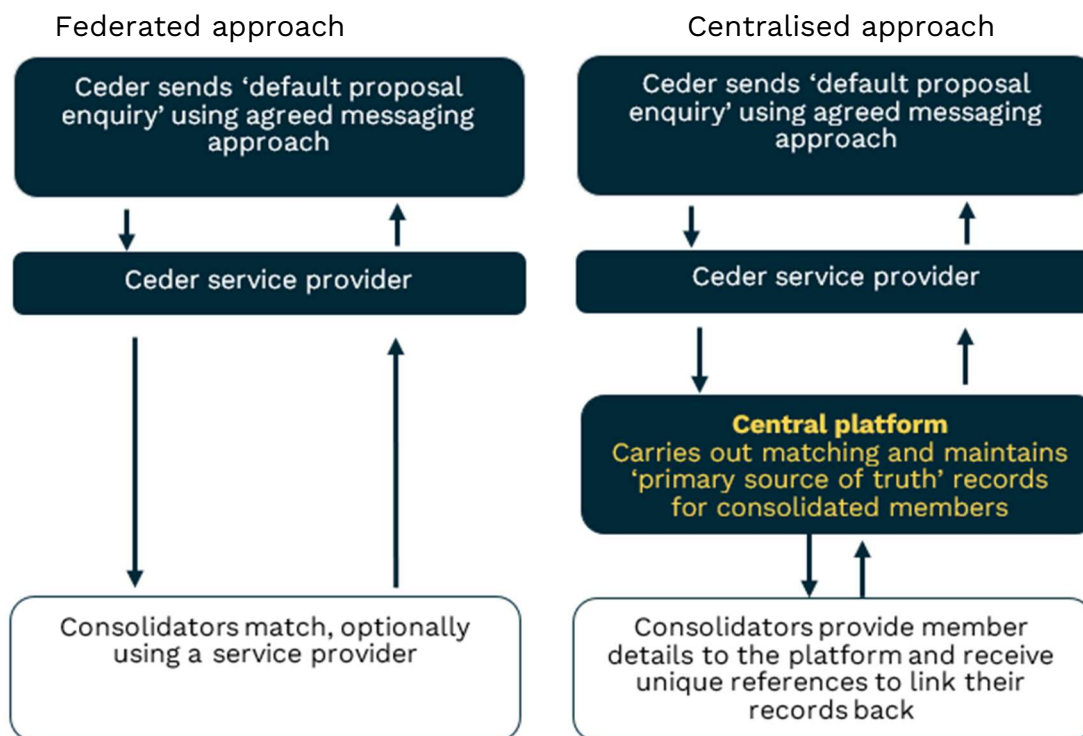 Federated approach
Ceder sends ‘default proposal
enquiry’ using agreed messaging
approach
Ceder service provider
Consolidators match, optionally
using a service provider
Centralised approach
Ceder sends ‘default proposal
enquiry’ using agreed messaging
approach
Ceder service provider
Central platform
Carries out matching and maintains
‘primary source of truth’ records
for consolidated members
Consolidators provide member
details to the platform and receive
unique references to link their
records back